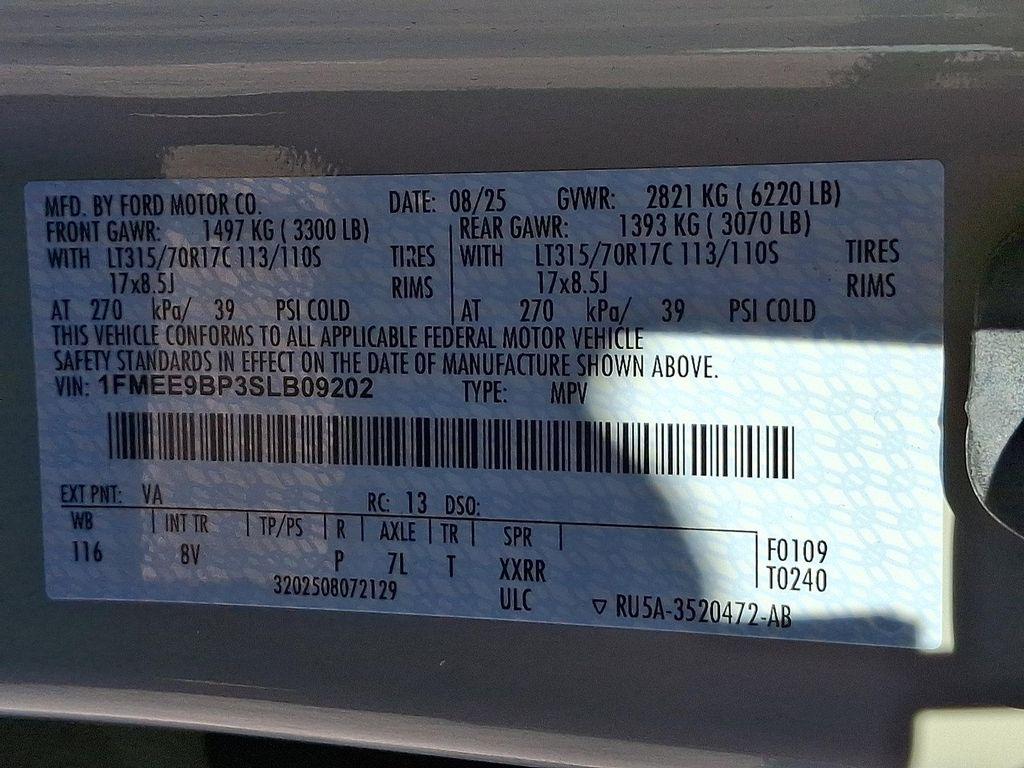 MFD. BY FORD MOTOR CO. DATE: 08/25 GVWR: 2821 KG ( 6220 LB)
FRONT GAWR: 1497 KG ( 3300 LB) REAR GAWR: 1393 KG ( 3070 LB)
WITH LT315/70R17C 113/110S TIRES WITH LT315/70R17C 113/110S TIRES
17x8.5J RIMS 17x8.5J RIMS
AT 270 kPa/ 39 PSI COLD AT 270 kPa/ 39 PSI COLD
THIS VEHICLE CONFORMS TO ALL APPLICABLE FEDERAL MOTOR VEHICLE
SAFETY STANDARDS IN EFFECT ON THE DATE OF MANUFACTURE SHOWN ABOVE.
VIN: 1FMEE9BP3SLB09202 TYPE: MPV
EXT PNT: VA RC: 13 DSO:
WB INT TR TP/PS R AXLE TR SPR
116 8V P 7L T XXRR
F0109
T0240
3202508072129 ULC
▽ RU5A-3520472-AB